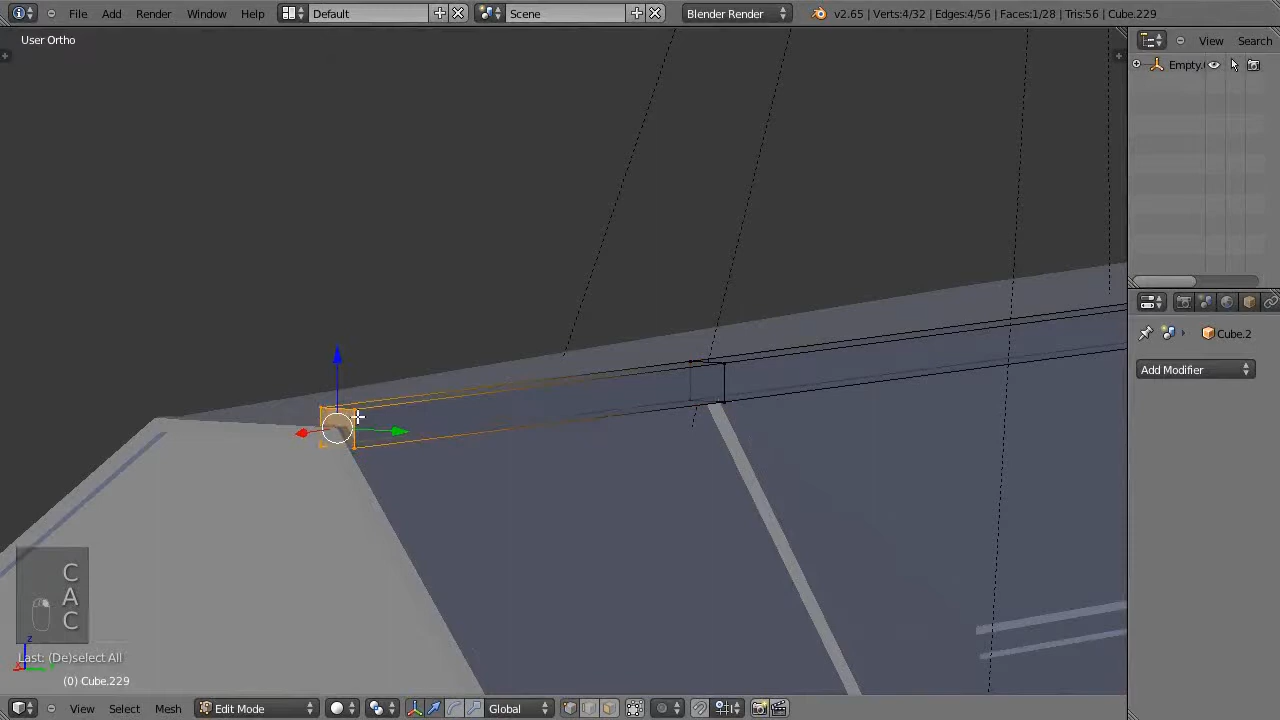 File Add Render Window Help Default Scene Blender Render v2.65 | Verts:4/32 | Edges:4/56 | Faces:1/28 | Tris:56 | Cube.229
User Ortho
View Search
Empty.
Cube.2
Add Modifier
C
A
C
z
Last: (De)select All
(0) Cube.229
View Select Mesh Edit Mode Global